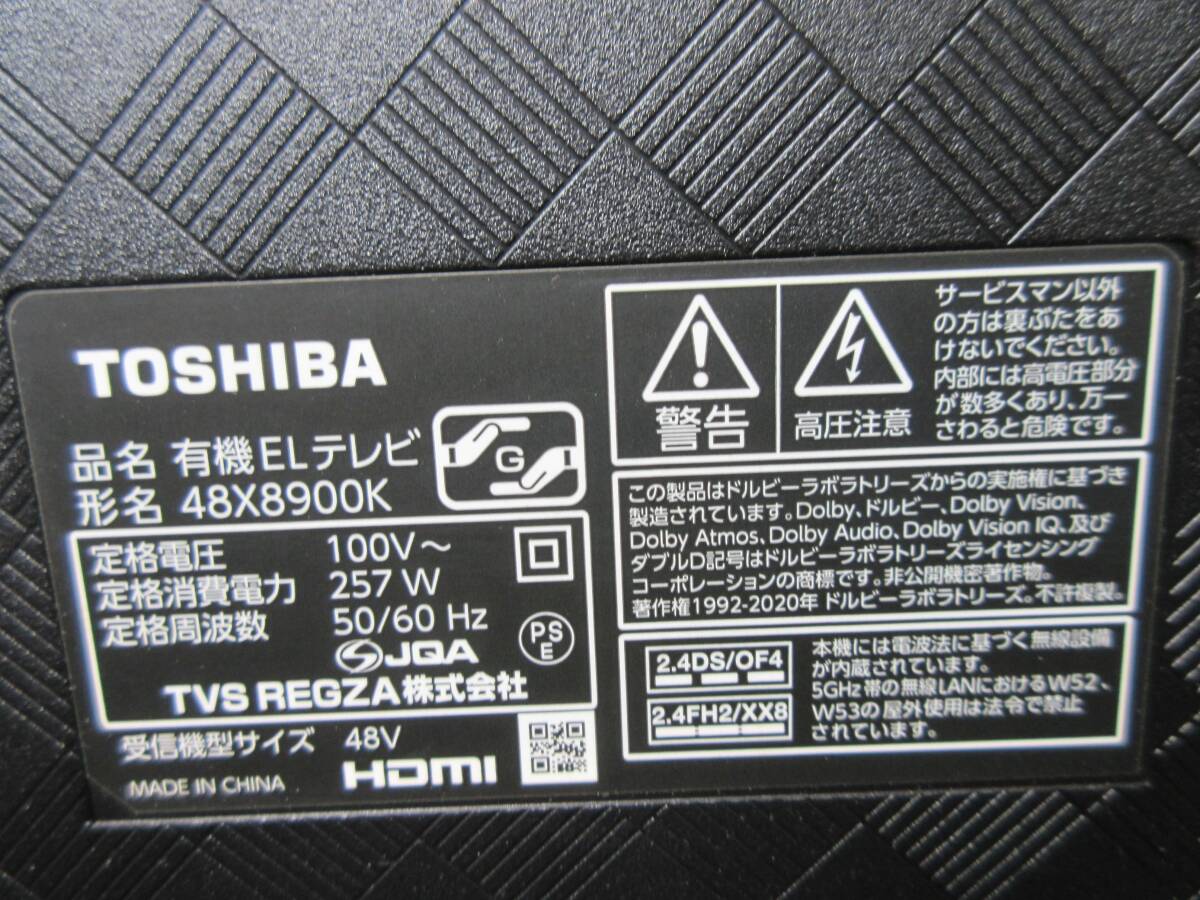 TOSHIBA
品名 有機ELテレビ
形名 48X8900K
G
定格電圧 100V～
定格消費電力 257 W
定格周波数 50/60 Hz
JQA
PS
E
TVS REGZA株式会社
受信機型サイズ 48V
MADE IN CHINA
HDMI
警告
高圧注意
サービスマン以外
の方は裏ぶたをあ
けないでください。
内部には高電圧部分
が数多くあり、万一
さわると危険です。
この製品はドルビーラボラトリーズからの実施権に基づき
製造されています。Dolby、ドルビー、Dolby Vision、
Dolby Atmos、Dolby Audio、Dolby Vision IQ、及び
ダブルD記号はドルビーラボラトリーズライセンシング
コーポレーションの商標です。非公開機密著作物。
著作権1992-2020年 ドルビーラボラトリーズ。不許複製。
2.4DS/OF4
2.4FH2/XX8
本機には電波法に基づく無線設備
が内蔵されています。
5GHz帯の無線LANにおけるW52、
W53の屋外使用は法令で禁止
されています。